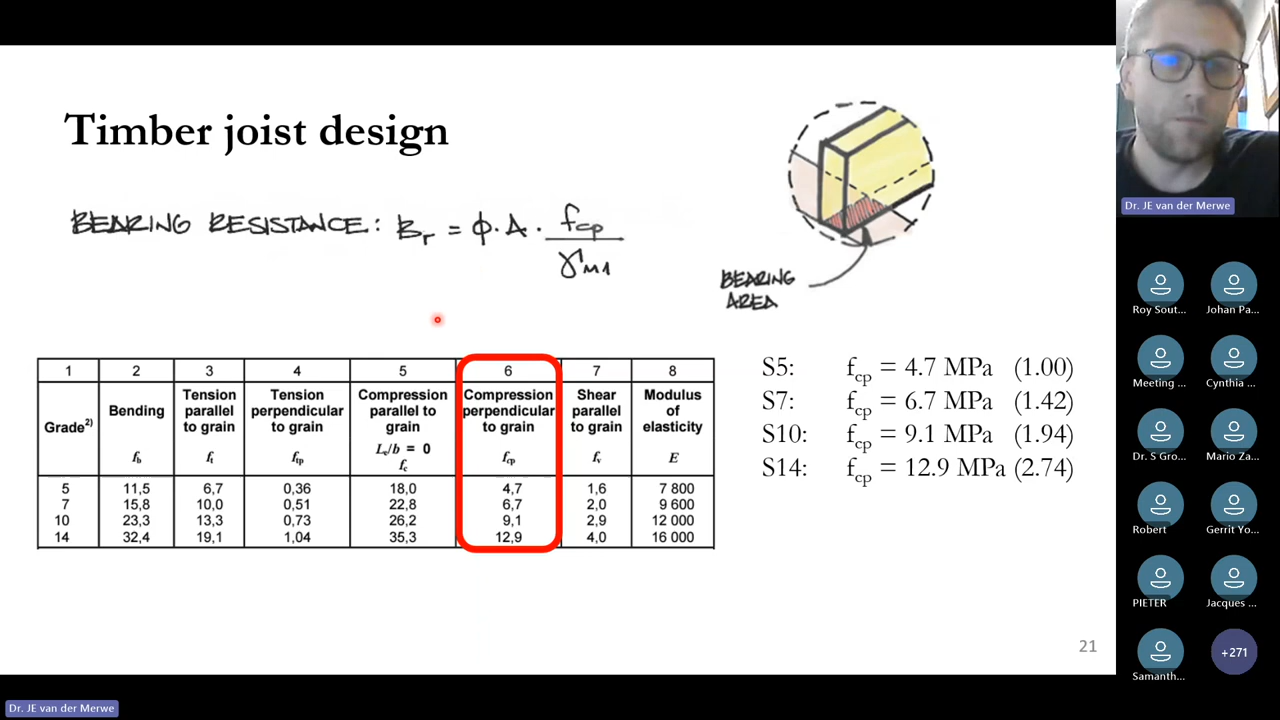 Timber joist design
BEARING RESISTANCE: Br = φ · A · fcp / γM1
BEARING
AREA
1 2 3 4 5 6 7 8
Grade2) Bending Tension parallel to grain Tension perpendicular to grain Compression parallel to grain Compression perpendicular to grain Shear parallel to grain Modulus of elasticity
Le/b = 0
fb ft ftp fc fcp fv E
5 11,5 6,7 0,36 18,0 4,7 1,6 7 800
7 15,8 10,0 0,51 22,8 6,7 2,0 9 600
10 23,3 13,3 0,73 26,2 9,1 2,9 12 000
14 32,4 19,1 1,04 35,3 12,9 4,0 16 000
S5: fcp = 4.7 MPa (1.00)
S7: fcp = 6.7 MPa (1.42)
S10: fcp = 9.1 MPa (1.94)
S14: fcp = 12.9 MPa (2.74)
21
Dr. JE van der Merwe
Roy Sout... Johan Pa...
Meeting ... Cynthia ...
Dr. S Gro... Mario Za...
Robert Gerrit Yo...
PIETER Jacques ...
Samanth... +271
Dr. JE van der Merwe